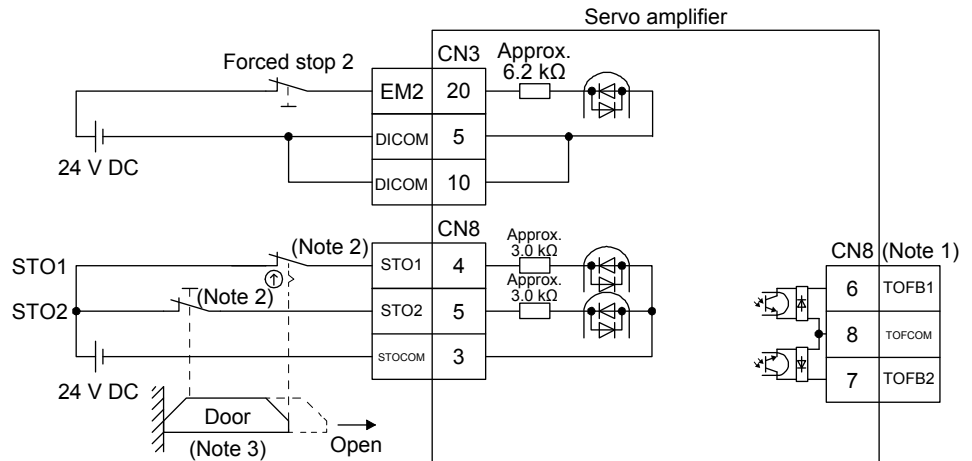 Servo amplifier
Forced stop 2
CN3
Approx.
6.2 kΩ
EM2
20
DICOM
5
DICOM
10
24 V DC
CN8
(Note 2)
Approx.
3.0 kΩ
STO1
STO1
4
Approx.
3.0 kΩ
STO2
(Note 2)
STO2
5
STOCOM
3
24 V DC
Door
(Note 3)
Open
CN8 (Note 1)
6
TOFB1
8
TOFCOM
7
TOFB2